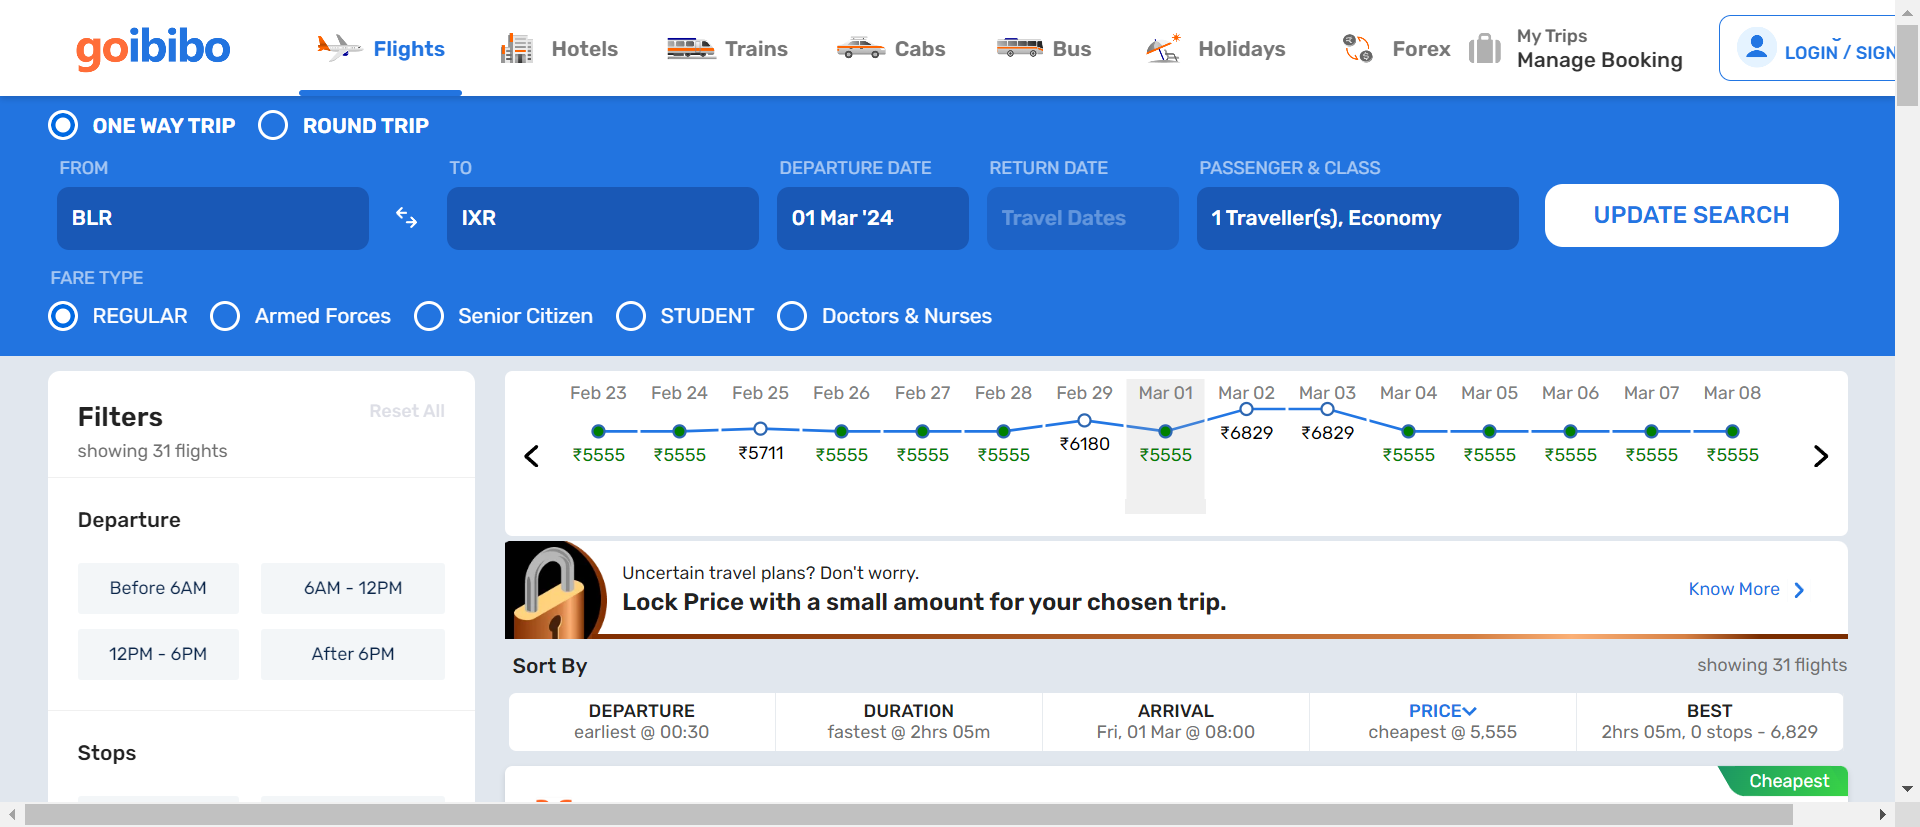 goibibo
Flights
Hotels
Trains
Cabs
Bus
Holidays
Forex
My Trips
Manage Booking
LOGIN / SIGN
ONE WAY TRIP
ROUND TRIP
FROM
TO
DEPARTURE DATE
RETURN DATE
PASSENGER & CLASS
BLR
IXR
01 Mar '24
Travel Dates
1 Traveller(s), Economy
UPDATE SEARCH
FARE TYPE
REGULAR
Armed Forces
Senior Citizen
STUDENT
Doctors & Nurses
Filters
Reset All
showing 31 flights
Departure
Before 6AM
6AM - 12PM
12PM - 6PM
After 6PM
Stops
Feb 23 Feb 24 Feb 25 Feb 26 Feb 27 Feb 28 Feb 29 Mar 01 Mar 02 Mar 03 Mar 04 Mar 05 Mar 06 Mar 07 Mar 08
₹5555 ₹5555 ₹5711 ₹5555 ₹5555 ₹5555 ₹6180 ₹5555 ₹6829 ₹6829 ₹5555 ₹5555 ₹5555 ₹5555 ₹5555
Uncertain travel plans? Don't worry.
Lock Price with a small amount for your chosen trip.
Know More
Sort By
showing 31 flights
DEPARTURE
earliest @ 00:30
DURATION
fastest @ 2hrs 05m
ARRIVAL
Fri, 01 Mar @ 08:00
PRICE
cheapest @ 5,555
BEST
2hrs 05m, 0 stops - 6,829
Cheapest